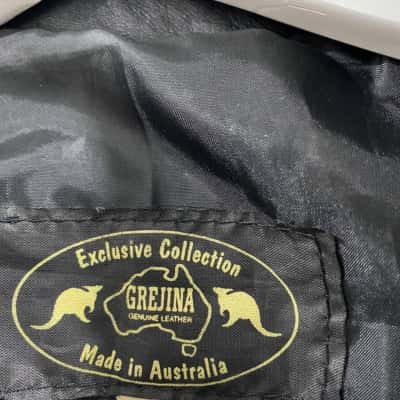 Exclusive Collection
GREJINA
GENUINE LEATHER
Made in Australia